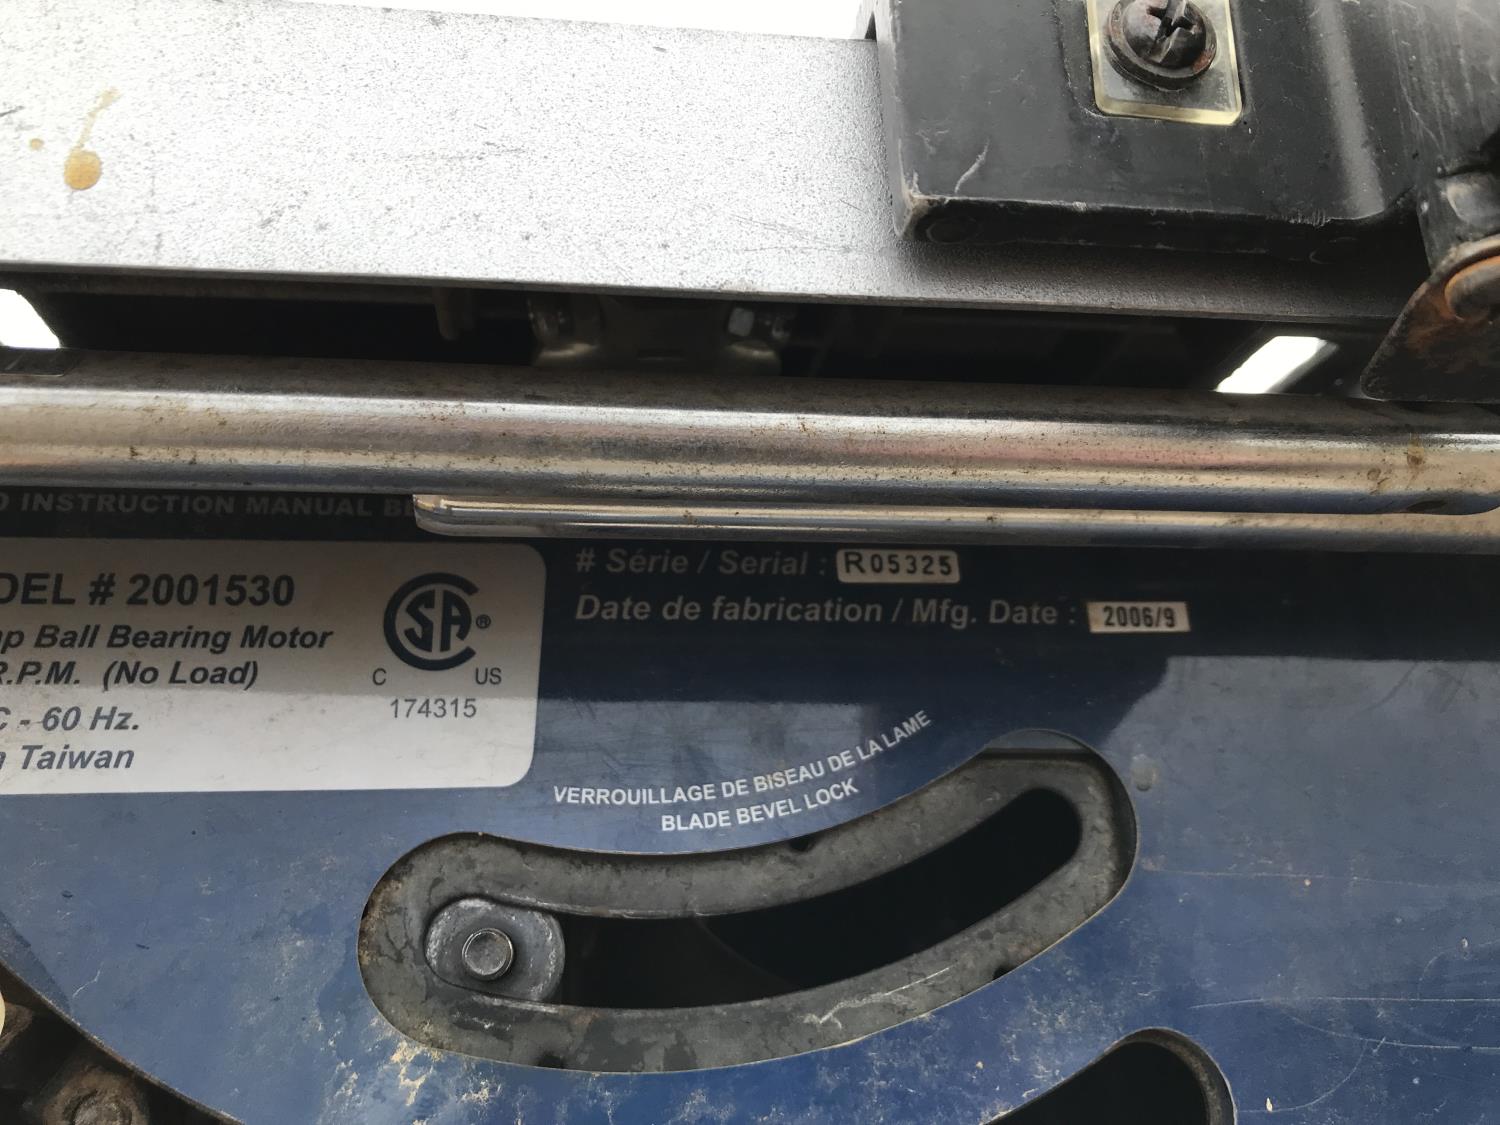 INSTRUCTION MANUAL
DEL # 2001530
Ball Bearing Motor
R.P.M. (No Load)
C - 60 Hz.
Taiwan
CSA®
C US
174315
# Série / Serial : R05325
Date de fabrication / Mfg. Date : 2006/9
VERROUILLAGE DE BISEAU DE LA LAME
BLADE BEVEL LOCK